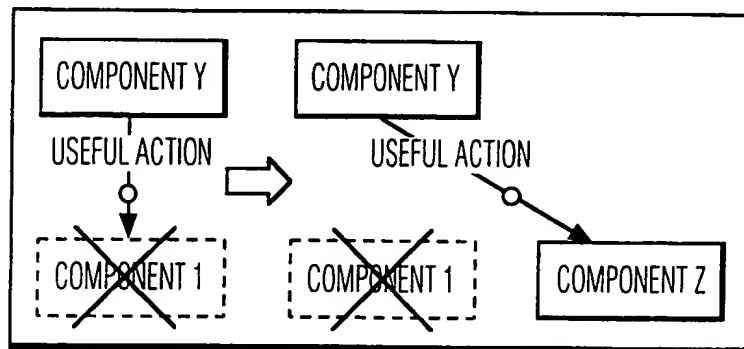 COMPONENT Y
USEFUL ACTION
COMPONENT 1
COMPONENT Y
USEFUL ACTION
COMPONENT 1
COMPONENT Z